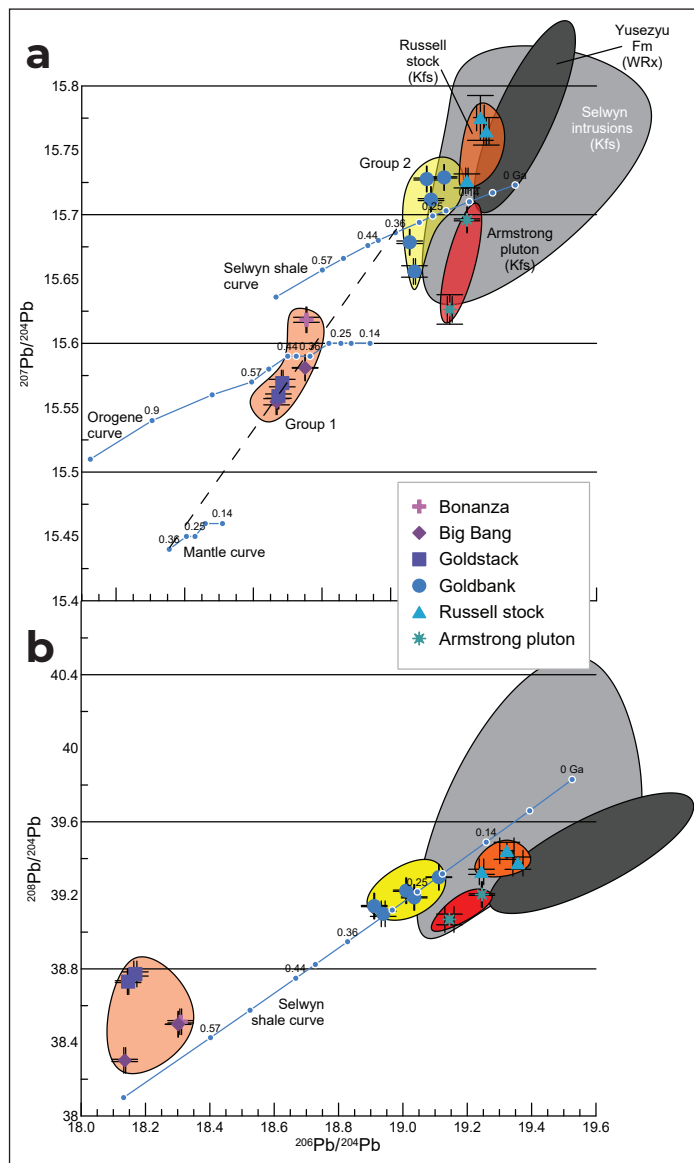 a
Yusezyu
Fm
(WRx)
Russell
stock
(Kfs)
15.8
Selwyn
intrusions
(Kfs)
15.75
Group 2
0 Ga
15.7
0.25
0.36
0.44
Armstrong
pluton
(Kfs)
0.57
15.65
Selwyn shale
curve
207Pb/204Pb
15.6
0.44 0.36 0.25 0.14
0.57
15.55
0.9
Group 1
Orogene
curve
15.5
15.45
0.36 0.25 0.14
Mantle curve
15.4
Bonanza
Big Bang
Goldstack
Goldbank
Russell stock
Armstrong pluton
b
40.4
40
0 Ga
39.6
0.14
208Pb/204Pb
39.2
0.25
0.36
38.8
0.44
Selwyn
shale curve
0.57
38.4
38
18.0 18.2 18.4 18.6 18.8 19.0 19.2 19.4 19.6
206Pb/204Pb